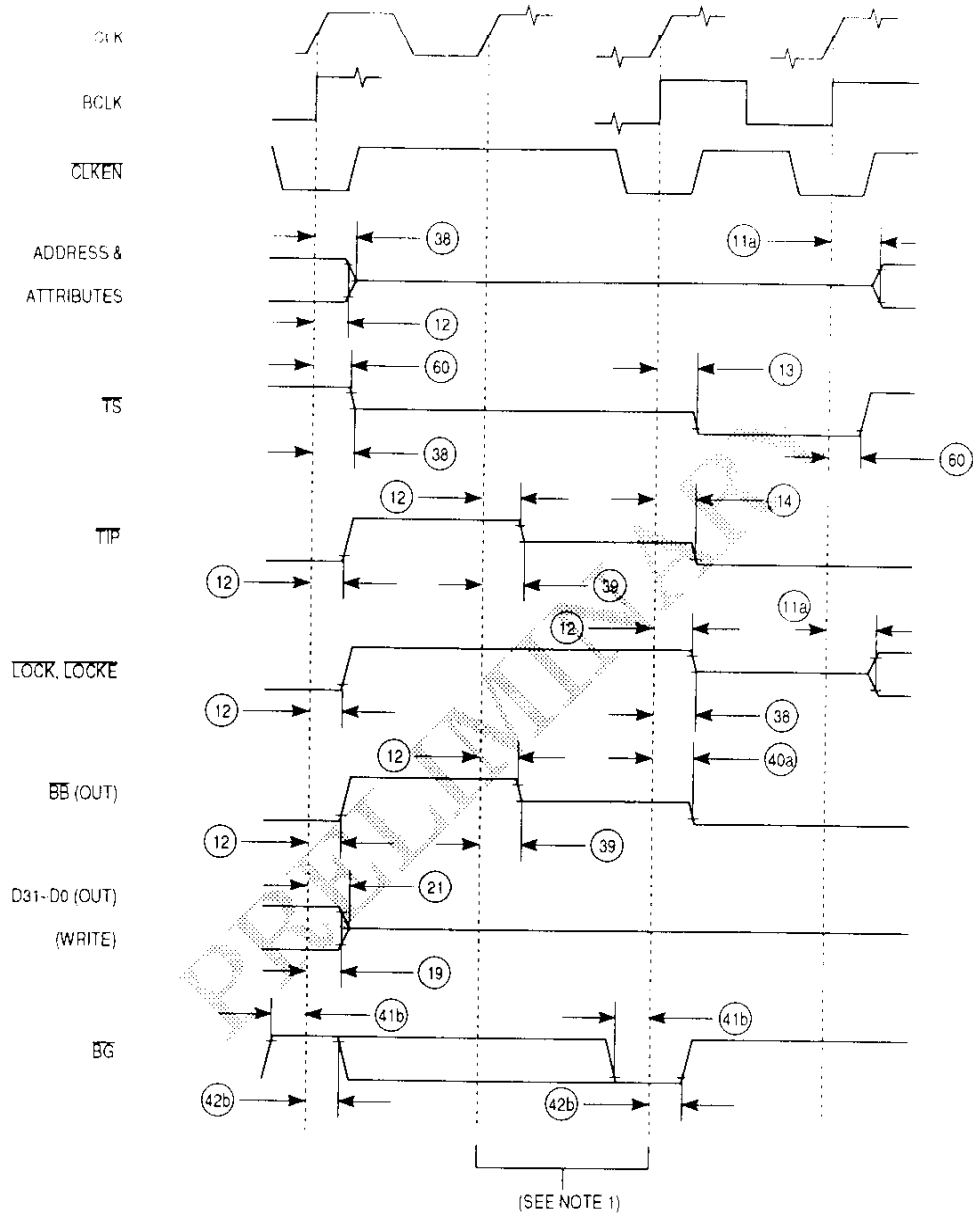 CLK
BCLK
CLKEN
38
11a
ADDRESS &
ATTRIBUTES
12
60
13
TS
38
60
12
14
TIP
12
39
12
11a
LOCK, LOCKE
12
38
12
40a
BB (OUT)
12
39
21
D31-D0 (OUT)
(WRITE)
19
41b
41b
BG
42b
42b
(SEE NOTE 1)
PRELIMINARY